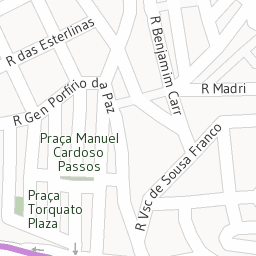 R das Esterlinas
R Benjamim Carr
R Gen Porfirio da Paz
R Madri
Praça Manuel
Cardoso
Passos
R Vsc de Sousa Franco
Praça
Torquato
Plaza